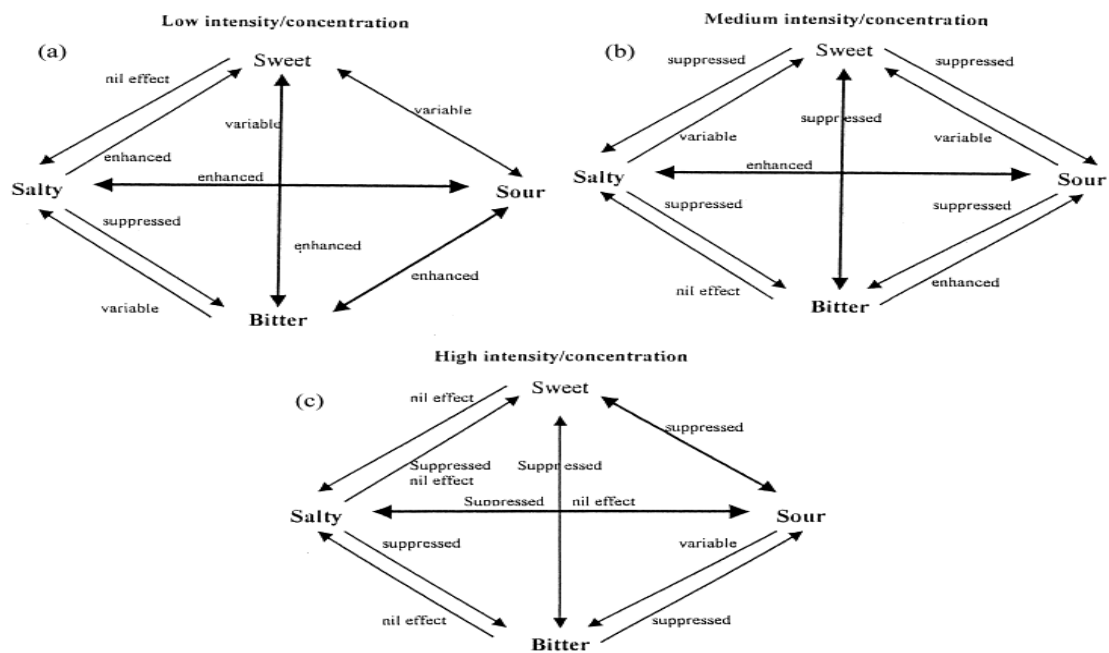 Low intensity/concentration
(a)
Sweet
nil effect
variable
variable
enhanced
enhanced
Salty
Sour
suppressed
enhanced
enhanced
variable
Bitter
Medium intensity/concentration
(b)
Sweet
suppressed
suppressed
suppressed
variable
variable
enhanced
Salty
Sour
suppressed
suppressed
nil effect
enhanced
Bitter
High intensity/concentration
(c)
Sweet
nil effect
suppressed
Suppressed
nil effect
Suppressed
Suppressed
nil effect
Salty
Sour
suppressed
variable
nil effect
suppressed
Bitter